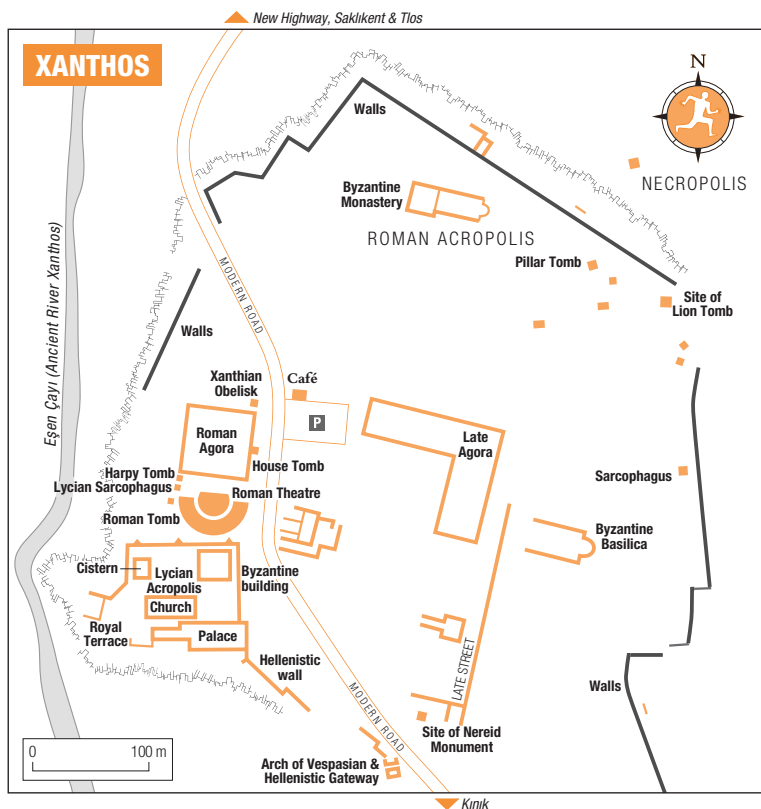 New Highway, Saklıkent & Tlos
XANTHOS
N
Walls
NECROPOLIS
Byzantine
Monastery
ROMAN ACROPOLIS
Eşen Çayı (Ancient River Xanthos)
MODERN ROAD
Pillar Tomb
Site of
Lion Tomb
Walls
Xanthian
Obelisk
Café
P
Roman
Agora
Late
Agora
House Tomb
Harpy Tomb
Lycian Sarcophagus
Roman Theatre
Sarcophagus
Roman Tomb
Byzantine
Basilica
Cistern
Lycian
Acropolis
Byzantine
building
Church
Royal
Terrace
Palace
Hellenistic
wall
LATE STREET
MODERN ROAD
Walls
Site of Nereid
Monument
0
100 m
Arch of Vespasian &
Hellenistic Gateway
Kınık